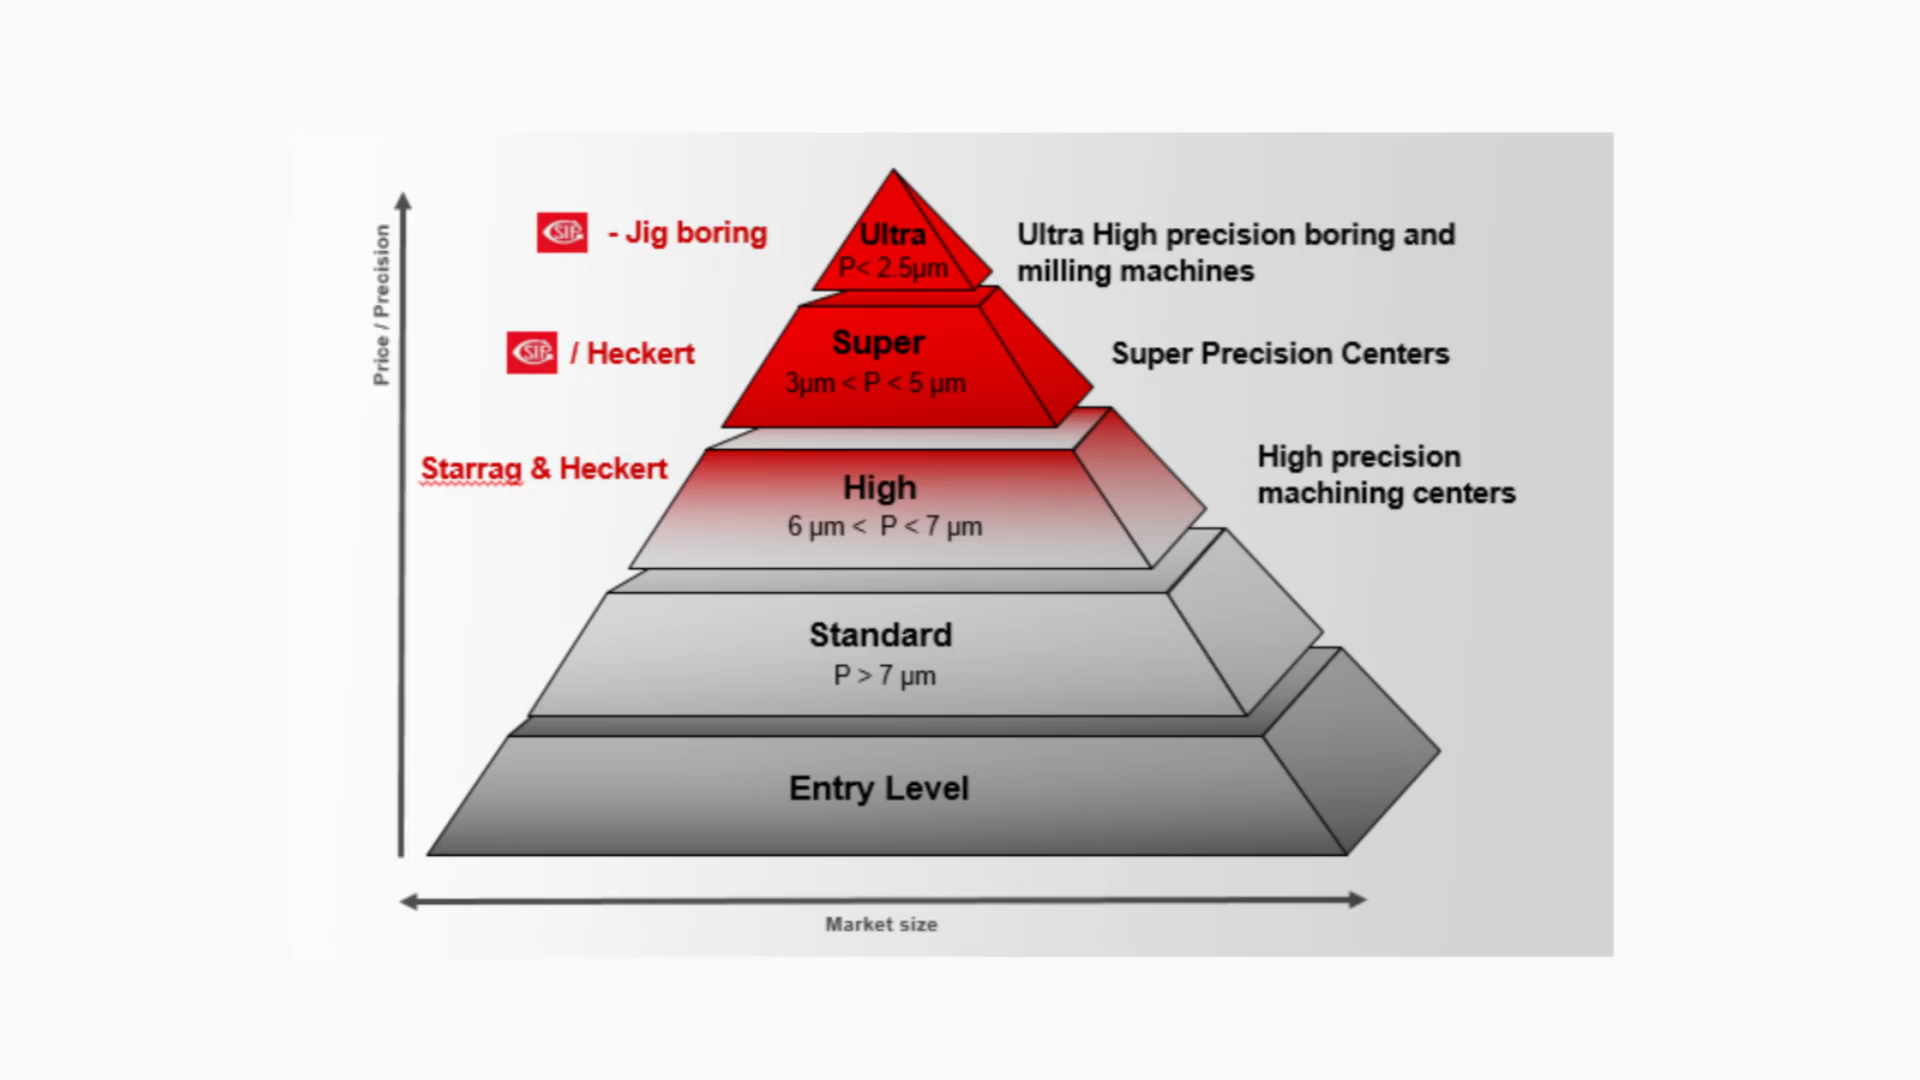 Price / Precision
SIP - Jig boring
Ultra
P< 2.5µm
Ultra High precision boring and
milling machines
SIP / Heckert
Super
3µm < P < 5 µm
Super Precision Centers
Starrag & Heckert
High
6 µm < P < 7 µm
High precision
machining centers
Standard
P > 7 µm
Entry Level
Market size